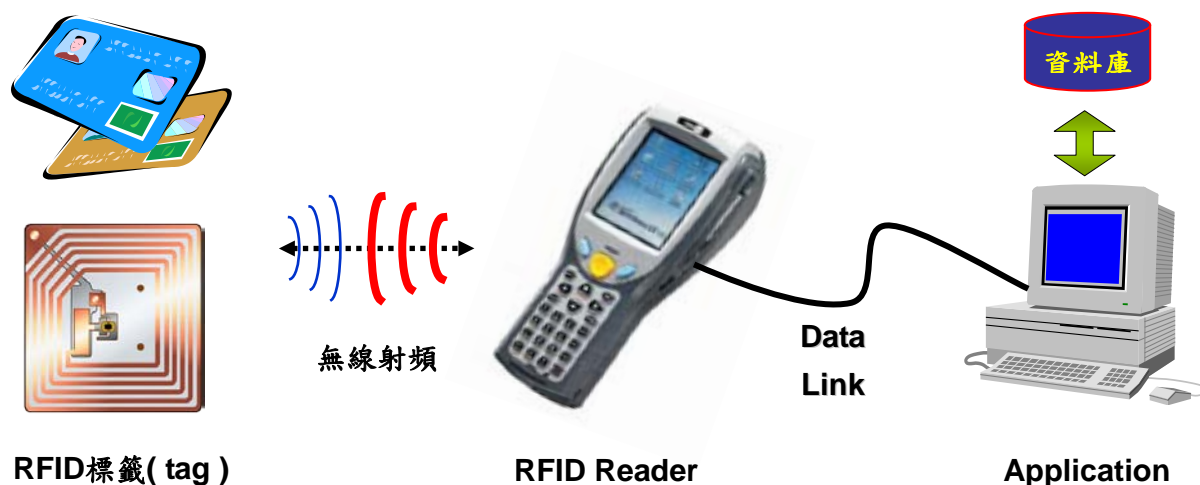 資料庫
無線射頻
Data
Link
RFID標籤( tag )
RFID Reader
Application